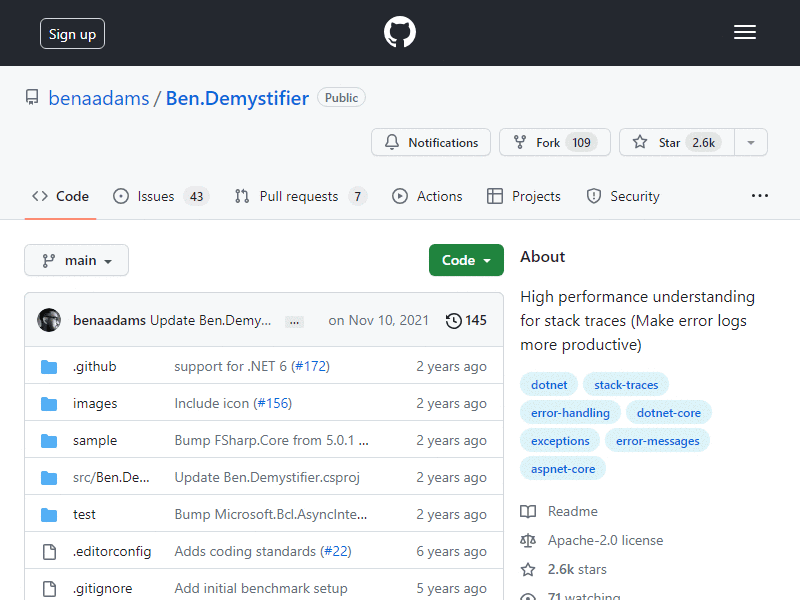 Sign up
benaadams / Ben.Demystifier Public
Notifications Fork 109 Star 2.6k
Code Issues 43 Pull requests 7 Actions Projects Security ...
main Code
benaadams Update Ben.Demy... ... on Nov 10, 2021 145
.github support for .NET 6 (#172) 2 years ago
images Include icon (#156) 2 years ago
sample Bump FSharp.Core from 5.0.1 ... 2 years ago
src/Ben.De... Update Ben.Demystifier.csproj 2 years ago
test Bump Microsoft.Bcl.AsyncInte... 2 years ago
.editorconfig Adds coding standards (#22) 6 years ago
.gitignore Add initial benchmark setup 5 years ago
About
High performance understanding
for stack traces (Make error logs
more productive)
dotnet stack-traces
error-handling dotnet-core
exceptions error-messages
aspnet-core
Readme
Apache-2.0 license
2.6k stars
71 watching